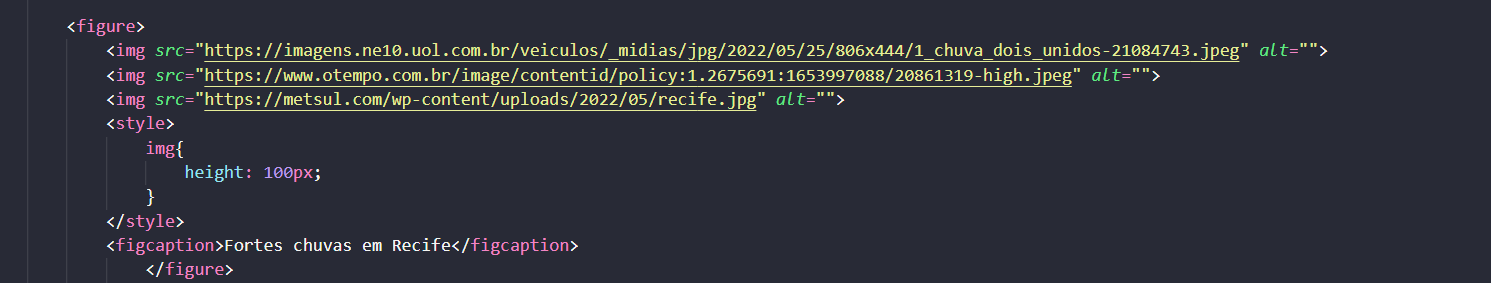 <figure>
<img src="https://imagens.ne10.uol.com.br/veiculos/_midias/jpg/2022/05/25/806x444/1_chuva_dois_unidos-21084743.jpeg" alt="">
<img src="https://www.otempo.com.br/image/contentid/policy:1.2675691:1653997088/20861319-high.jpeg" alt="">
<img src="https://metsul.com/wp-content/uploads/2022/05/recife.jpg" alt="">
<style>
img{
height: 100px;
}
</style>
<figcaption>Fortes chuvas em Recife</figcaption>
</figure>